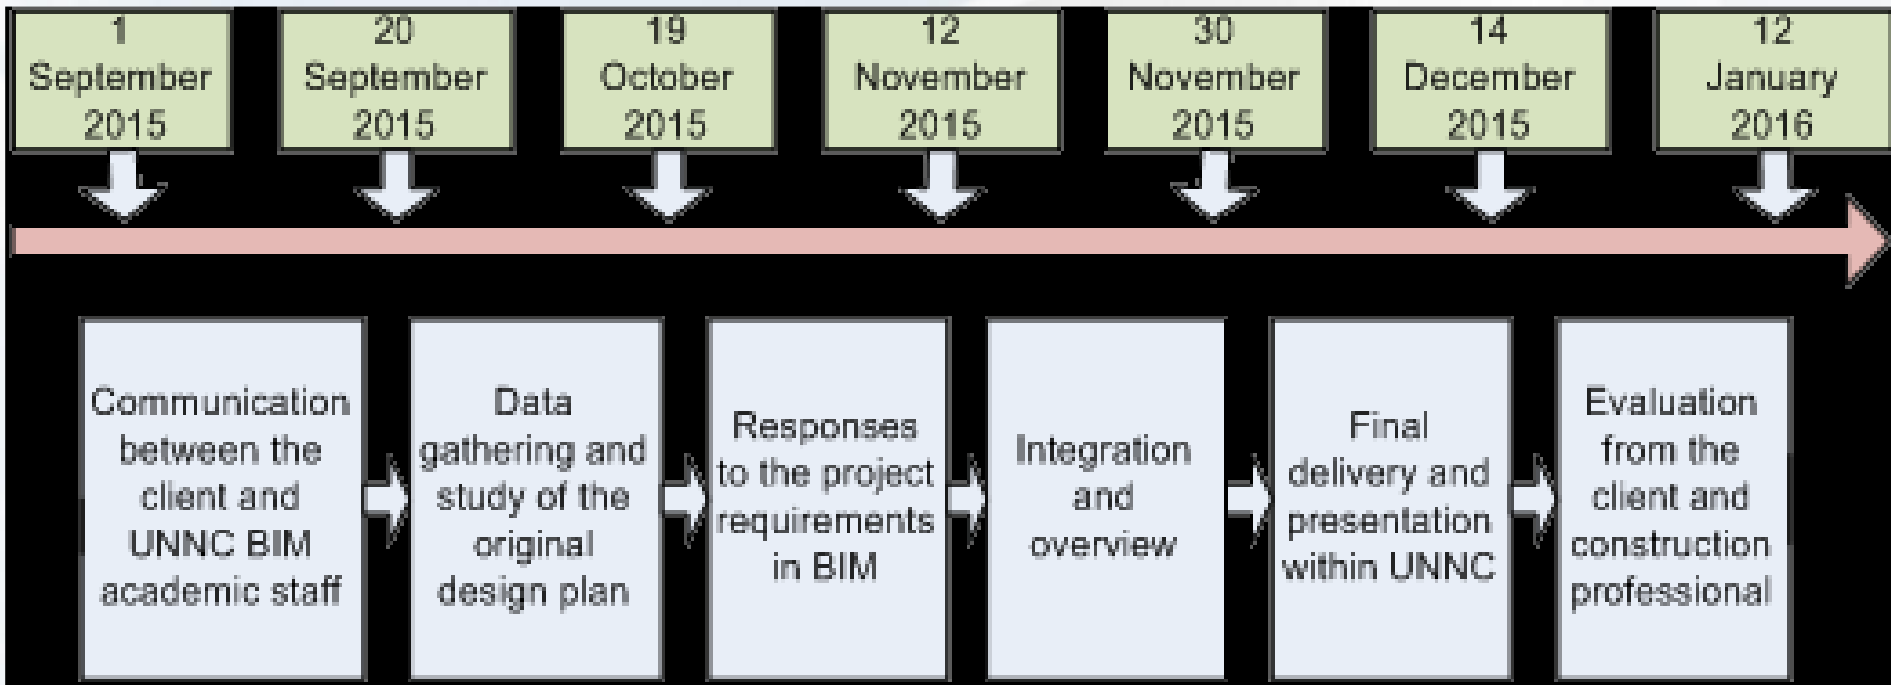 1
September
2015
20
September
2015
19
October
2015
12
November
2015
30
November
2015
14
December
2015
12
January
2016
Communication
between the
client and
UNNC BIM
academic staff
Data
gathering and
study of the
original
design plan
Responses
to the project
requirements
in BIM
Integration
and
overview
Final
delivery and
presentation
within UNNC
Evaluation
from the
client and
construction
professional